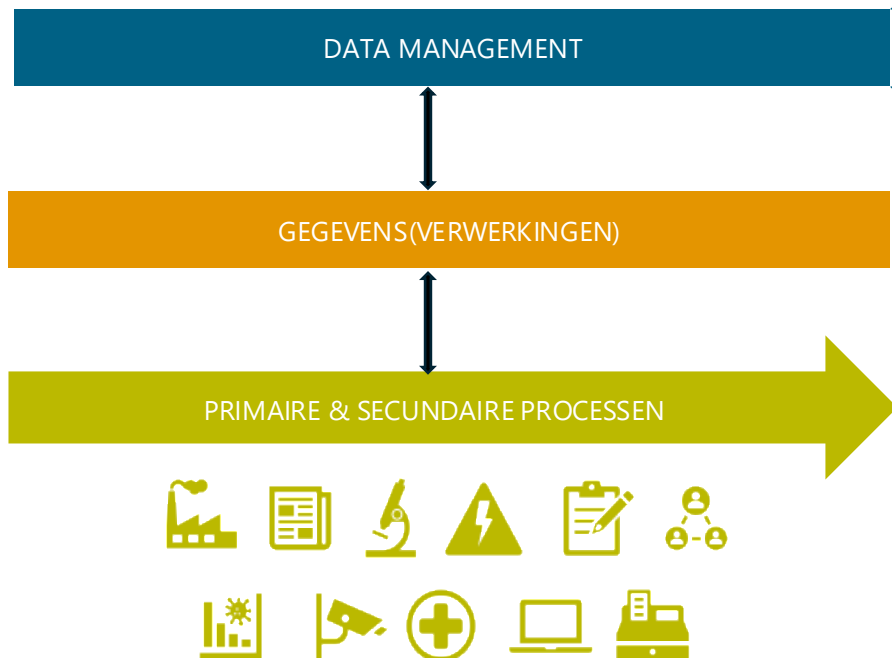 DATA MANAGEMENT
GEGEVENS(VERWERKINGEN)
PRIMAIRE & SECUNDAIRE PROCESSEN